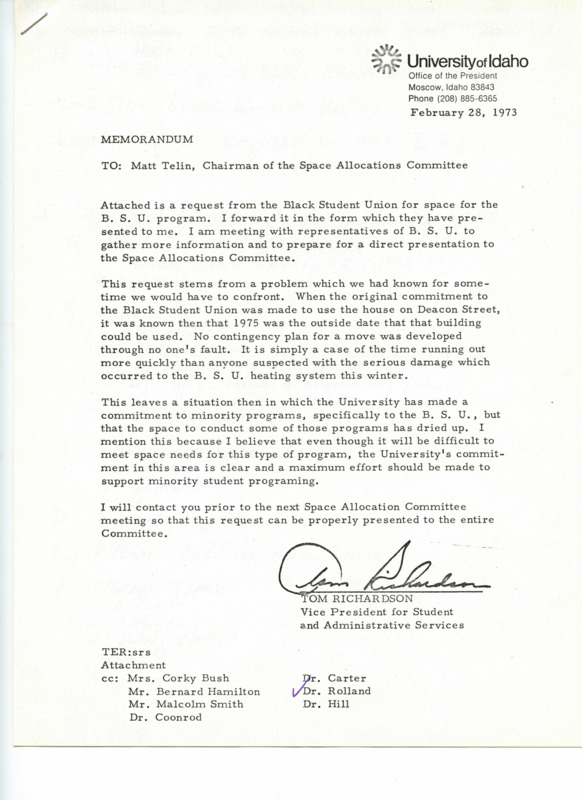 University of Idaho
Office of the President
Moscow, Idaho 83843
Phone (208) 885-6365
February 28, 1973
MEMORANDUM
TO: Matt Telin, Chairman of the Space Allocations Committee
Attached is a request from the Black Student Union for space for the
B. S. U. program. I forward it in the form which they have pre-
sented to me. I am meeting with representatives of B. S. U. to
gather more information and to prepare for a direct presentation to
the Space Allocations Committee.
This request stems from a problem which we had known for some-
time we would have to confront. When the original commitment to
the Black Student Union was made to use the house on Deacon Street,
it was known then that 1975 was the outside date that that building
could be used. No contingency plan for a move was developed
through no one's fault. It is simply a case of the time running out
more quickly than anyone suspected with the serious damage which
occurred to the B. S. U. heating system this winter.
This leaves a situation then in which the University has made a
commitment to minority programs, specifically to the B. S. U., but
that the space to conduct some of those programs has dried up. I
mention this because I believe that even though it will be difficult to
meet space needs for this type of program, the University's commit-
ment in this area is clear and a maximum effort should be made to
support minority student programing.
I will contact you prior to the next Space Allocation Committee
meeting so that this request can be properly presented to the entire
Committee.
Tom Richardson
TOM RICHARDSON
Vice President for Student
and Administrative Services
TER:srs
Attachment
cc: Mrs. Corky Bush
Mr. Bernard Hamilton
Mr. Malcolm Smith
Dr. Coonrod
Dr. Carter
Dr. Rolland
Dr. Hill